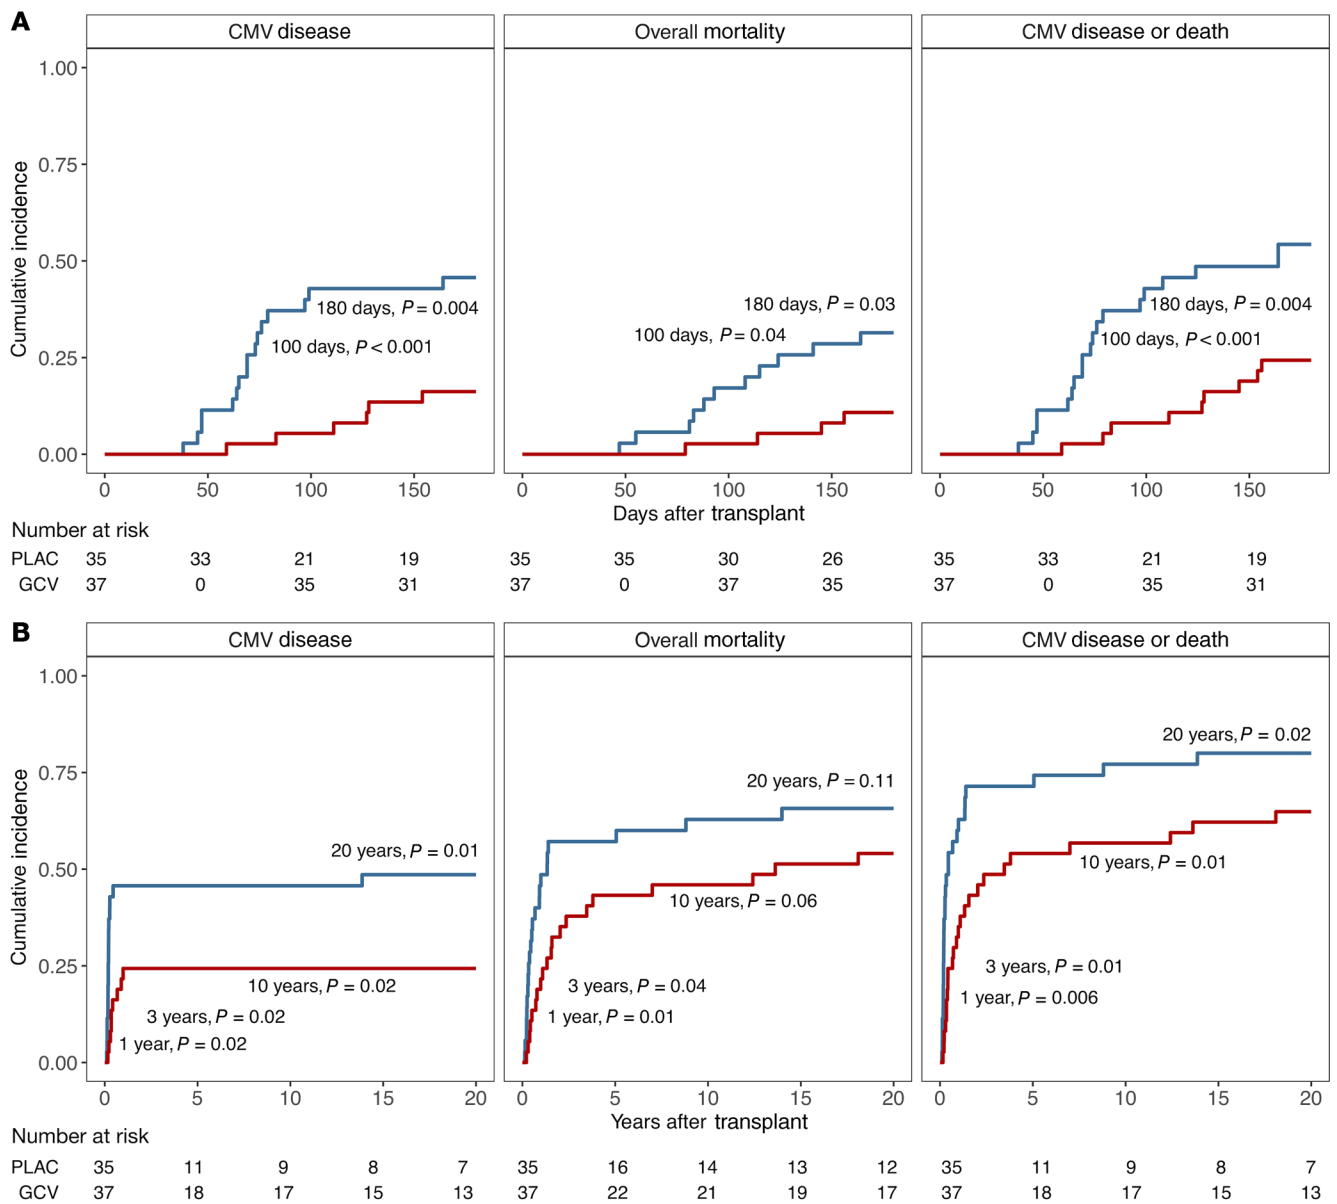 A
CMV disease
Overall mortality
CMV disease or death
Cumulative incidence
1.00
0.75
0.50
0.25
0.00
180 days, P = 0.004
100 days, P < 0.001
180 days, P = 0.03
100 days, P = 0.04
180 days, P = 0.004
100 days, P < 0.001
0 50 100 150
0 50 100 150
0 50 100 150
Days after transplant
Number at risk
PLAC 35 33 21 19 35 35 30 26 35 33 21 19
GCV 37 0 35 31 37 0 37 35 37 0 35 31
B
CMV disease
Overall mortality
CMV disease or death
Cumulative incidence
1.00
0.75
0.50
0.25
0.00
20 years, P = 0.01
10 years, P = 0.02
3 years, P = 0.02
1 year, P = 0.02
20 years, P = 0.11
10 years, P = 0.06
3 years, P = 0.04
1 year, P = 0.01
20 years, P = 0.02
10 years, P = 0.01
3 years, P = 0.01
1 year, P = 0.006
0 5 10 15 20
0 5 10 15 20
0 5 10 15 20
Years after transplant
Number at risk
PLAC 35 11 9 8 7 35 16 14 13 12 35 11 9 8 7
GCV 37 18 17 15 13 37 22 21 19 17 37 18 17 15 13